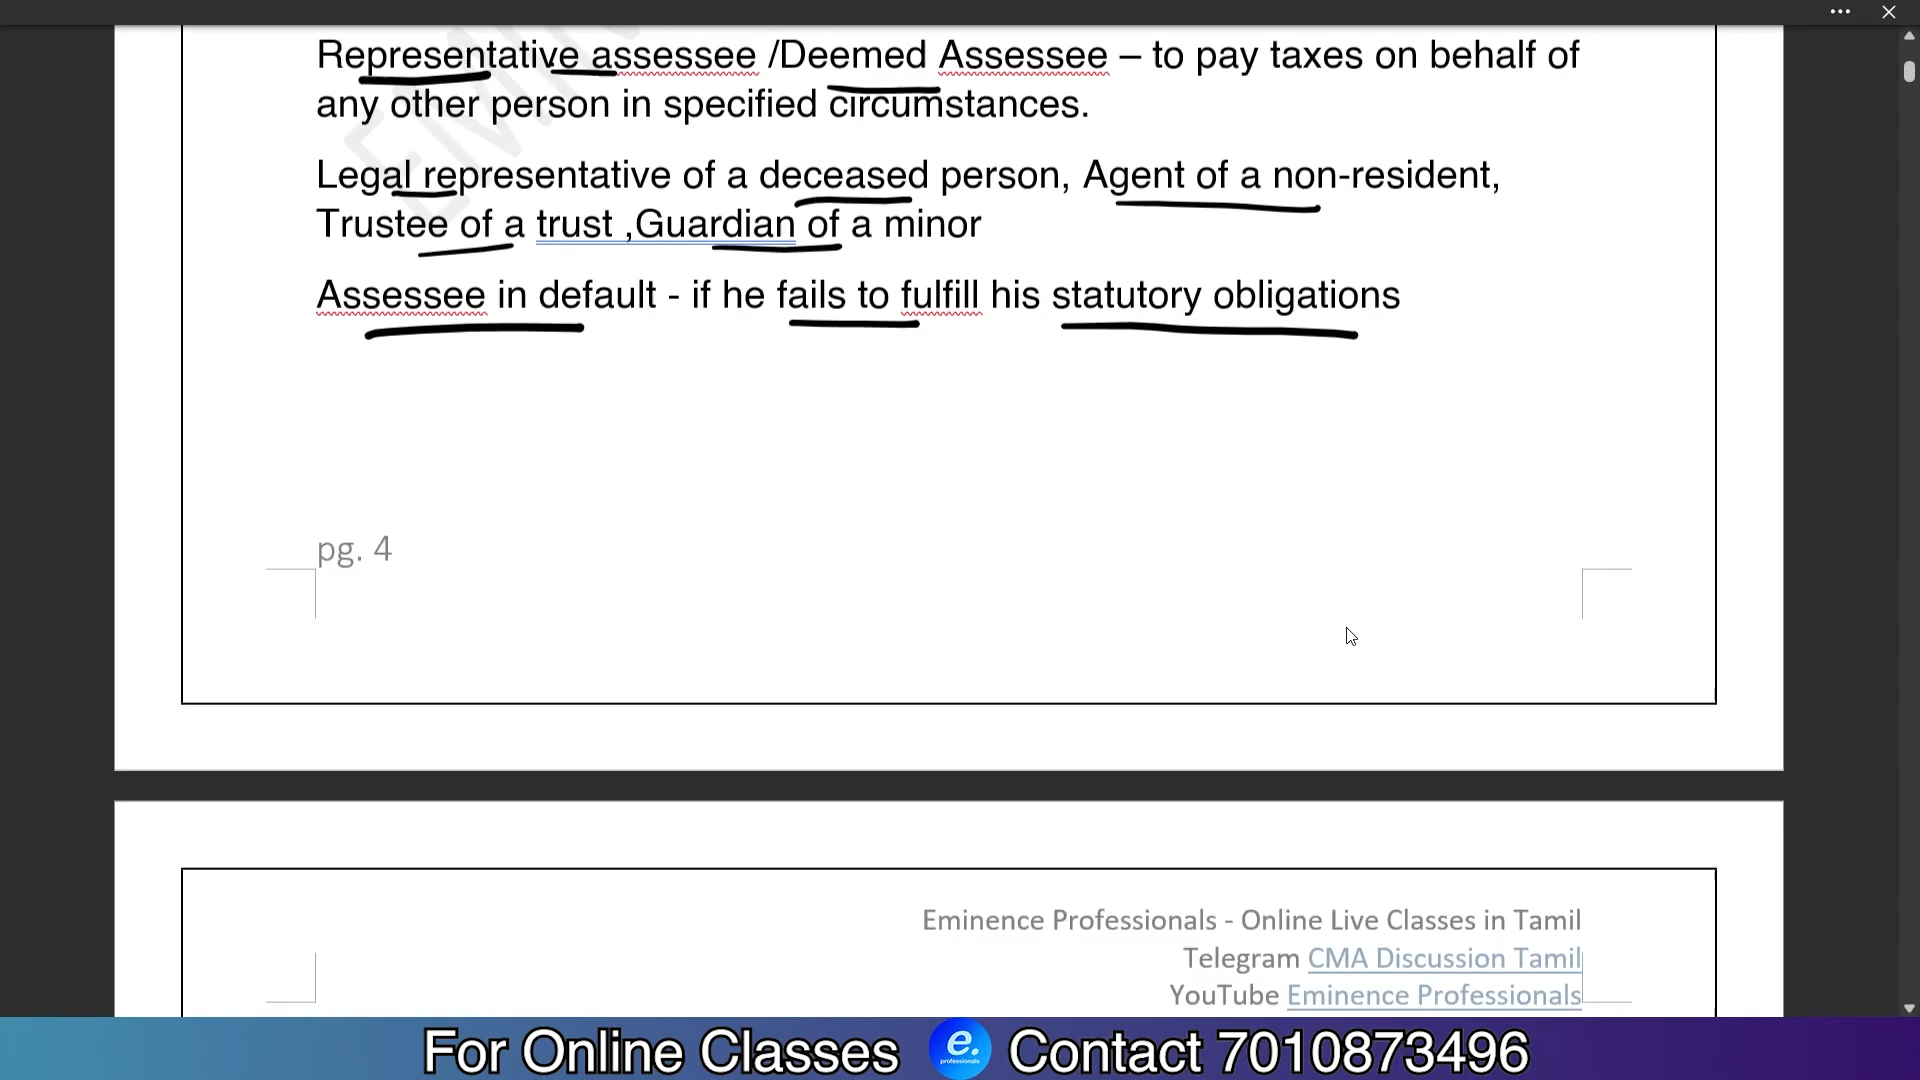 Representative assessee /Deemed Assessee – to pay taxes on behalf of
any other person in specified circumstances.
Legal representative of a deceased person, Agent of a non-resident,
Trustee of a trust ,Guardian of a minor
Assessee in default - if he fails to fulfill his statutory obligations
pg. 4
Eminence Professionals - Online Live Classes in Tamil
Telegram CMA Discussion Tamil
YouTube Eminence Professionals
For Online Classes e. professionals Contact 7010873496